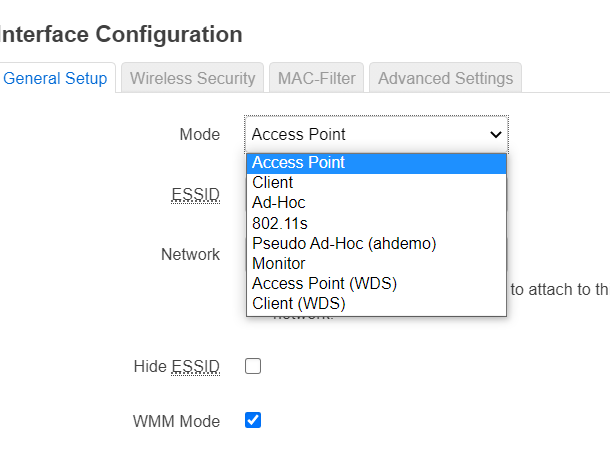 Interface Configuration
General Setup
Wireless Security
MAC-Filter
Advanced Settings
Mode
Access Point
Access Point
Client
Ad-Hoc
802.11s
Pseudo Ad-Hoc (ahdemo)
Monitor
Access Point (WDS)
Client (WDS)
ESSID
Network
to attach to th
network.
Hide ESSID
WMM Mode